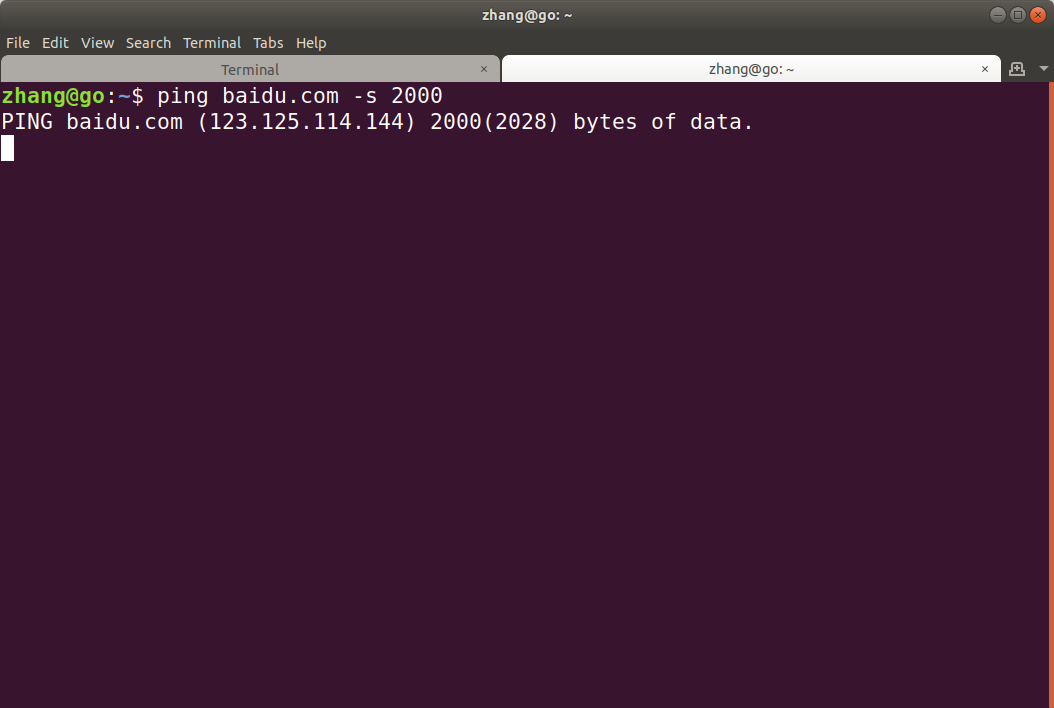 zhang@go: ~
File Edit View Search Terminal Tabs Help
Terminal × zhang@go: ~ ×
zhang@go:~$ ping baidu.com -s 2000
PING baidu.com (123.125.114.144) 2000(2028) bytes of data.